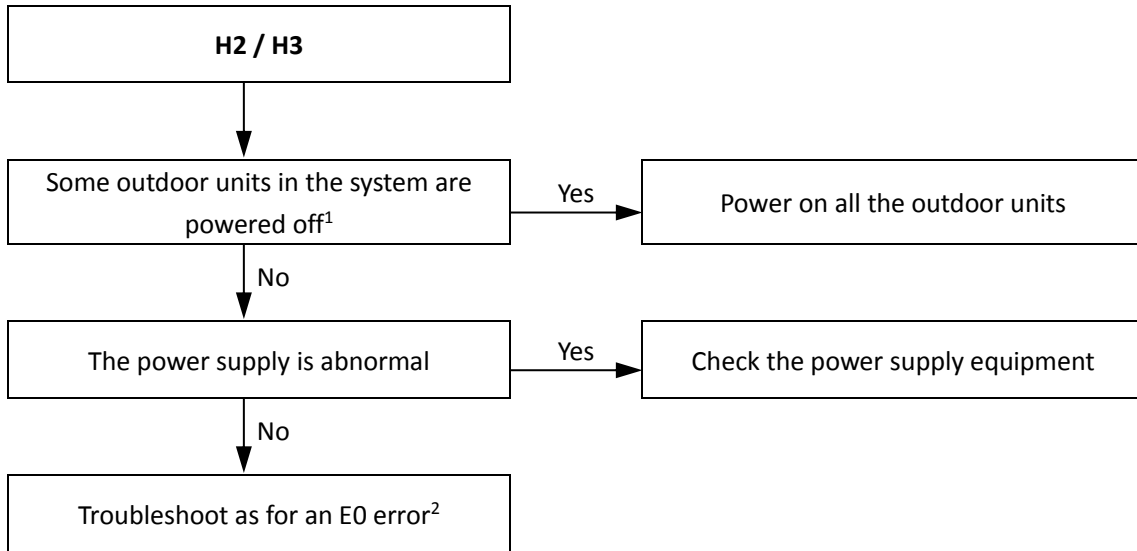 H2 / H3
Some outdoor units in the system are
powered off1
Yes
Power on all the outdoor units
No
The power supply is abnormal
Yes
Check the power supply equipment
No
Troubleshoot as for an E0 error2